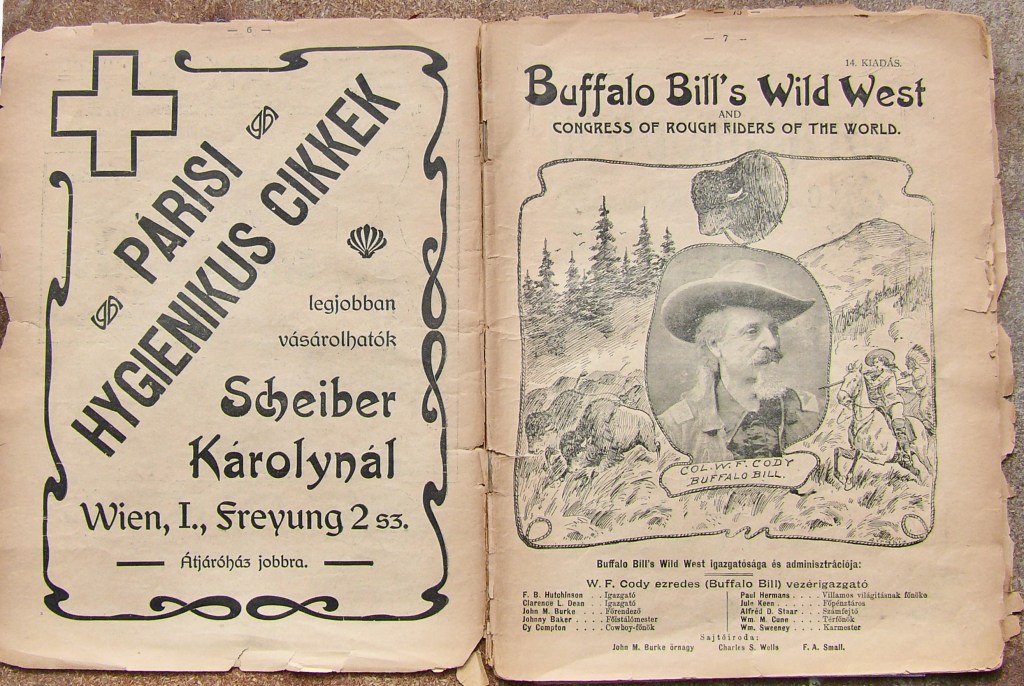 — 6 —
PÁRISI
HYGIENIKUS CIKKEK
legjobban
vásárolhatók
Scheiber
Károlynál
Wien, I., Freyung 2 sz.
Átjáróház jobbra.
— 7 —
14. KIADÁS.
Buffalo Bill's Wild West
AND
CONGRESS OF ROUGH RIDERS OF THE WORLD.
COL. W. F. CODY
BUFFALO BILL.
Buffalo Bill's Wild West igazgatósága és adminisztrációja:
W. F. Cody ezredes (Buffalo Bill) vezérigazgató
F. B. Hutchinson . . Igazgató
Clarence L. Dean . Igazgató
John M. Burke . . . Főrendező
Johnny Baker . . . . Főistálómester
Cy Compton . . . . Cowboy-főnök
Paul Hermans . . . . Villamos világitásnak főnöke
Jule Keen . . . . . Főpénztáros
Alfréd D. Staar . . Számfejtő
Wm. M. Cane . . . Térfőnök
Wm. Sweeney . . . . Karmester
Sajtóiroda:
John M. Burke őrnagy Charles S. Wells F. A. Small.